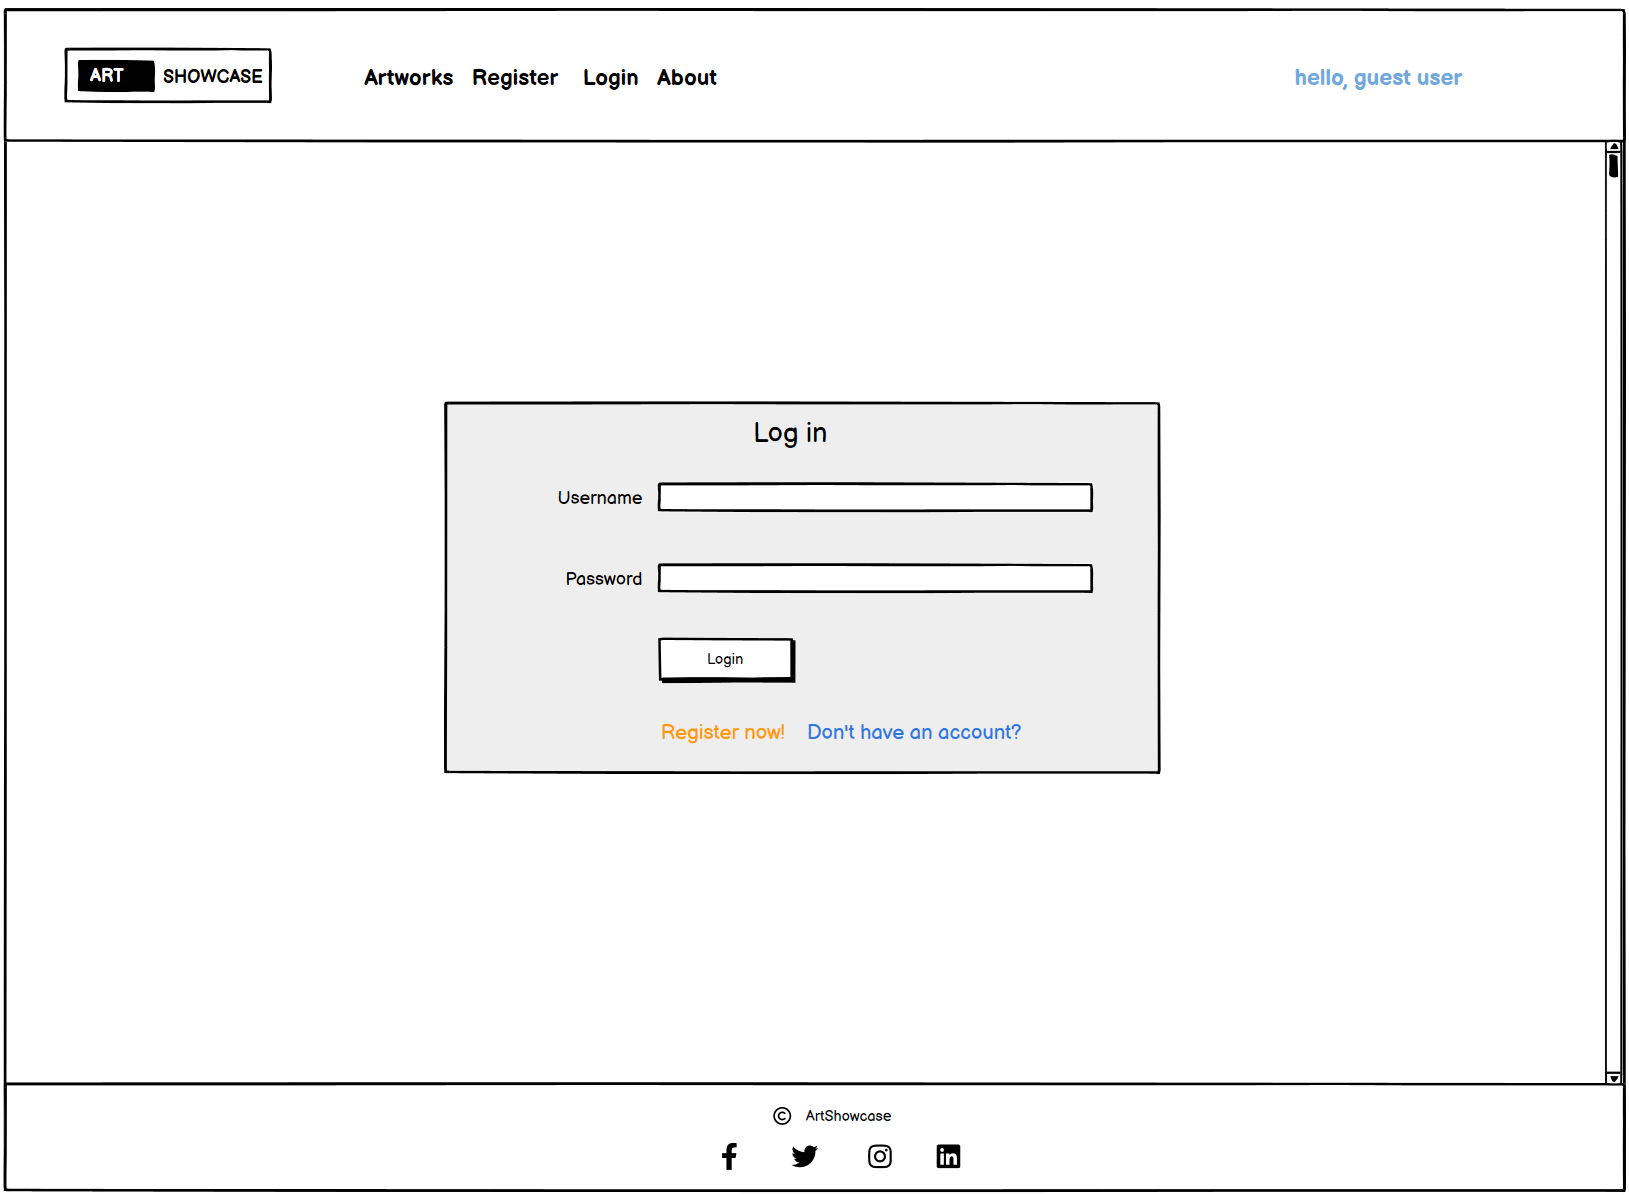 ART SHOWCASE
Artworks Register Login About
hello, guest user
Log in
Username
Password
Login
Register now! Don't have an account?
© ArtShowcase